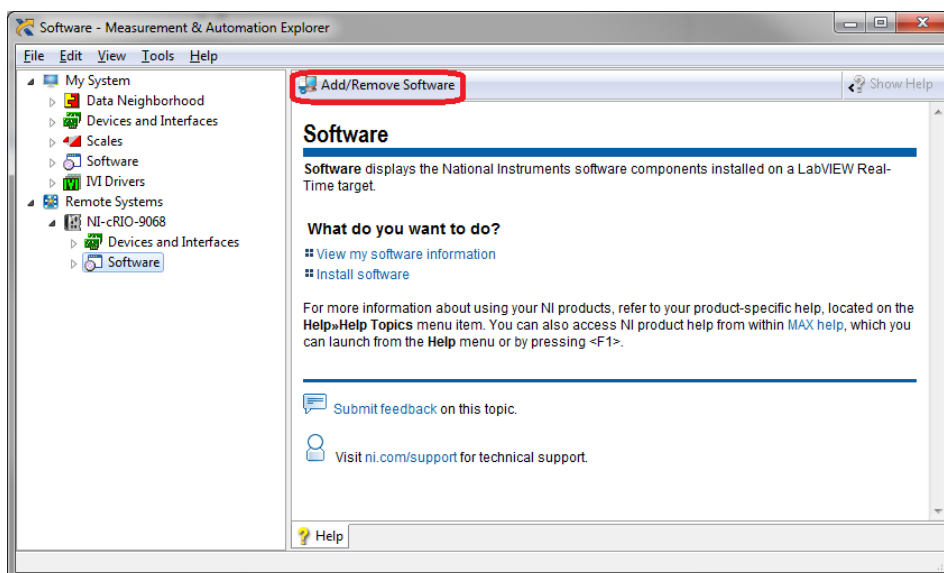 Software - Measurement & Automation Explorer
File Edit View Tools Help
My System
Data Neighborhood
Devices and Interfaces
Scales
Software
IVI Drivers
Remote Systems
NI-cRIO-9068
Devices and Interfaces
Software
Add/Remove Software
Show Help
Software
Software displays the National Instruments software components installed on a LabVIEW Real-
Time target.
What do you want to do?
View my software information
Install software
For more information about using your NI products, refer to your product-specific help, located on the
Help»Help Topics menu item. You can also access NI product help from within MAX help, which you
can launch from the Help menu or by pressing <F1>.
Submit feedback on this topic.
Visit ni.com/support for technical support.
Help